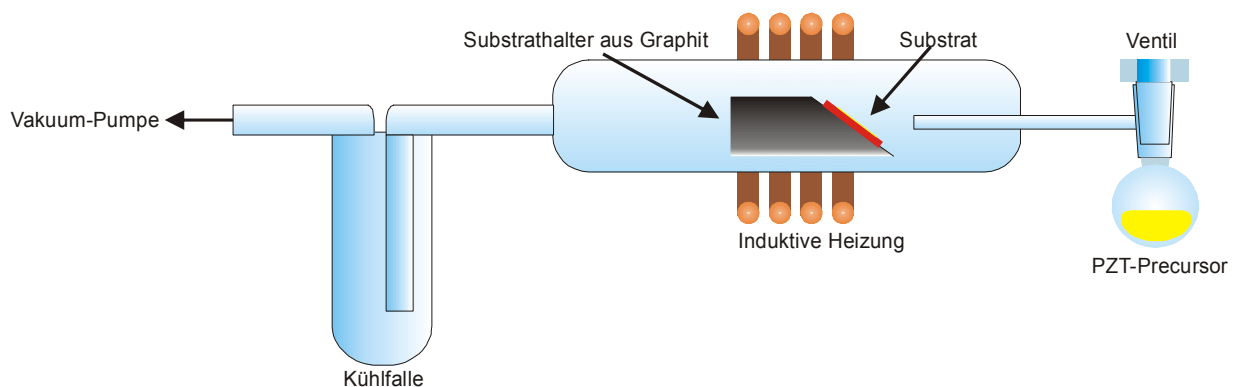 Substrathalter aus Graphit
Substrat
Ventil
Vakuum-Pumpe
Induktive Heizung
PZT-Precursor
Kühlfalle